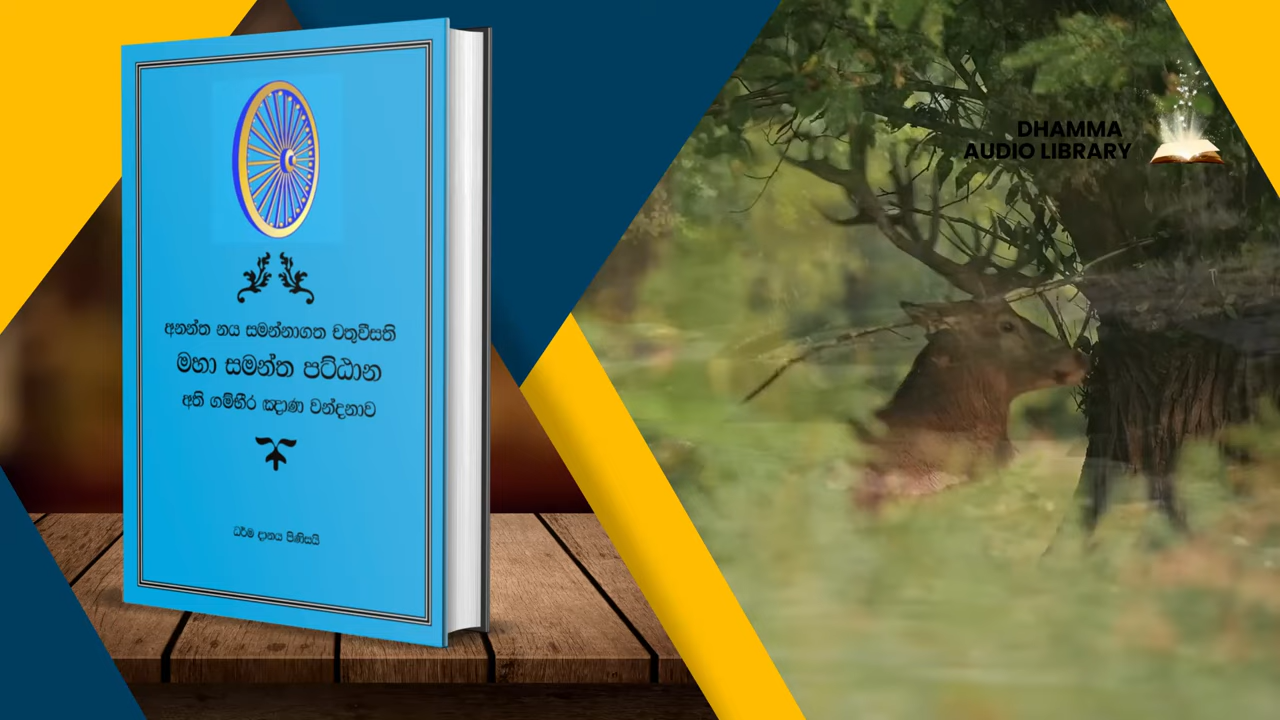 අනන්ත නය සමන්නාගත චතුවීසති
මහා සමන්ත පට්ඨාන
අති ගම්භීර ඤාණ වන්දනාව
ධර්ම දානය පිණිසයි
DHAMMA
AUDIO LIBRARY